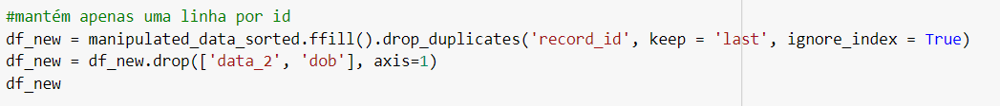 #mantém apenas uma linha por id
df_new = manipulated_data_sorted.ffill().drop_duplicates('record_id', keep = 'last', ignore_index = True)
df_new = df_new.drop(['data_2', 'dob'], axis=1)
df_new